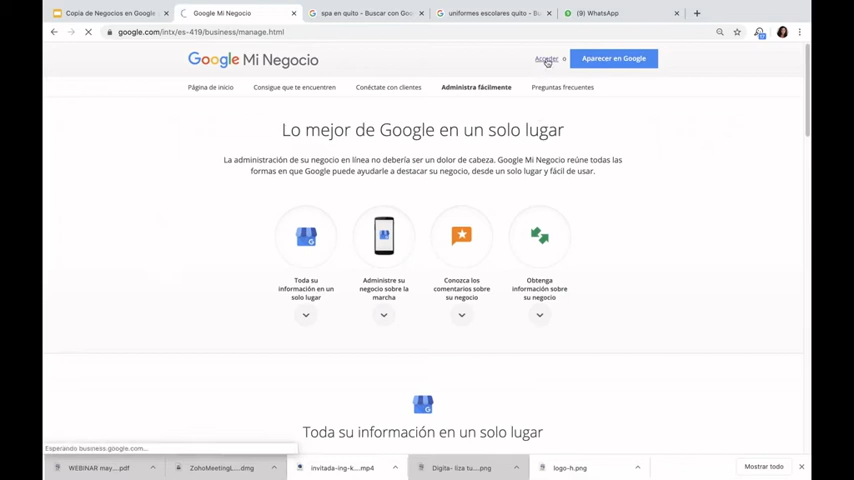 Copia de Negocios en Google
Google Mi Negocio
spa en quito - Buscar con Goo
uniformes escolares quito - Bu
(9) WhatsApp
google.com/intx/es-419/business/manage.html
Google Mi Negocio
Acceder o Aparecer en Google
Página de inicio
Consigue que te encuentren
Conéctate con clientes
Administra fácilmente
Preguntas frecuentes
Lo mejor de Google en un solo lugar
La administración de su negocio en línea no debería ser un dolor de cabeza. Google Mi Negocio reúne todas las
formas en que Google puede ayudarle a destacar su negocio, desde un solo lugar y fácil de usar.
Toda su
información en un
solo lugar
Administre su
negocio sobre la
marcha
Conozca los
comentarios sobre
su negocio
Obtenga
información sobre
su negocio
Toda su información en un solo lugar
Esperando business.google.com...
WEBINAR may....pdf
ZohoMeetingL....dmg
invitada-ing-k....mp4
Digita- liza tu....png
logo-h.png
Mostrar todo